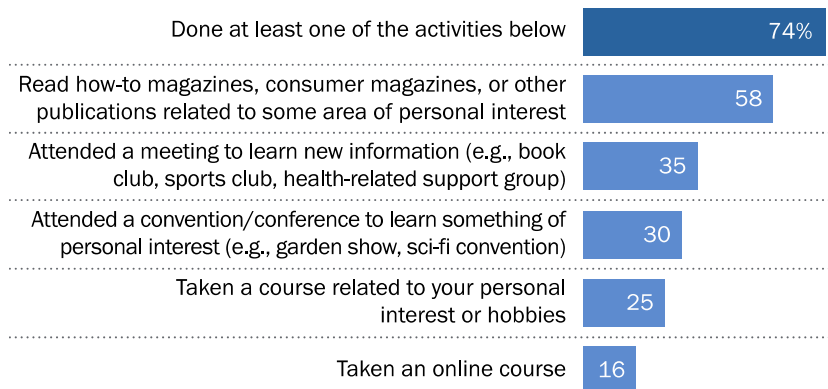 Done at least one of the activities below 74%
Read how-to magazines, consumer magazines, or other
publications related to some area of personal interest 58
Attended a meeting to learn new information (e.g., book
club, sports club, health-related support group) 35
Attended a convention/conference to learn something of
personal interest (e.g., garden show, sci-fi convention) 30
Taken a course related to your personal
interest or hobbies 25
Taken an online course 16